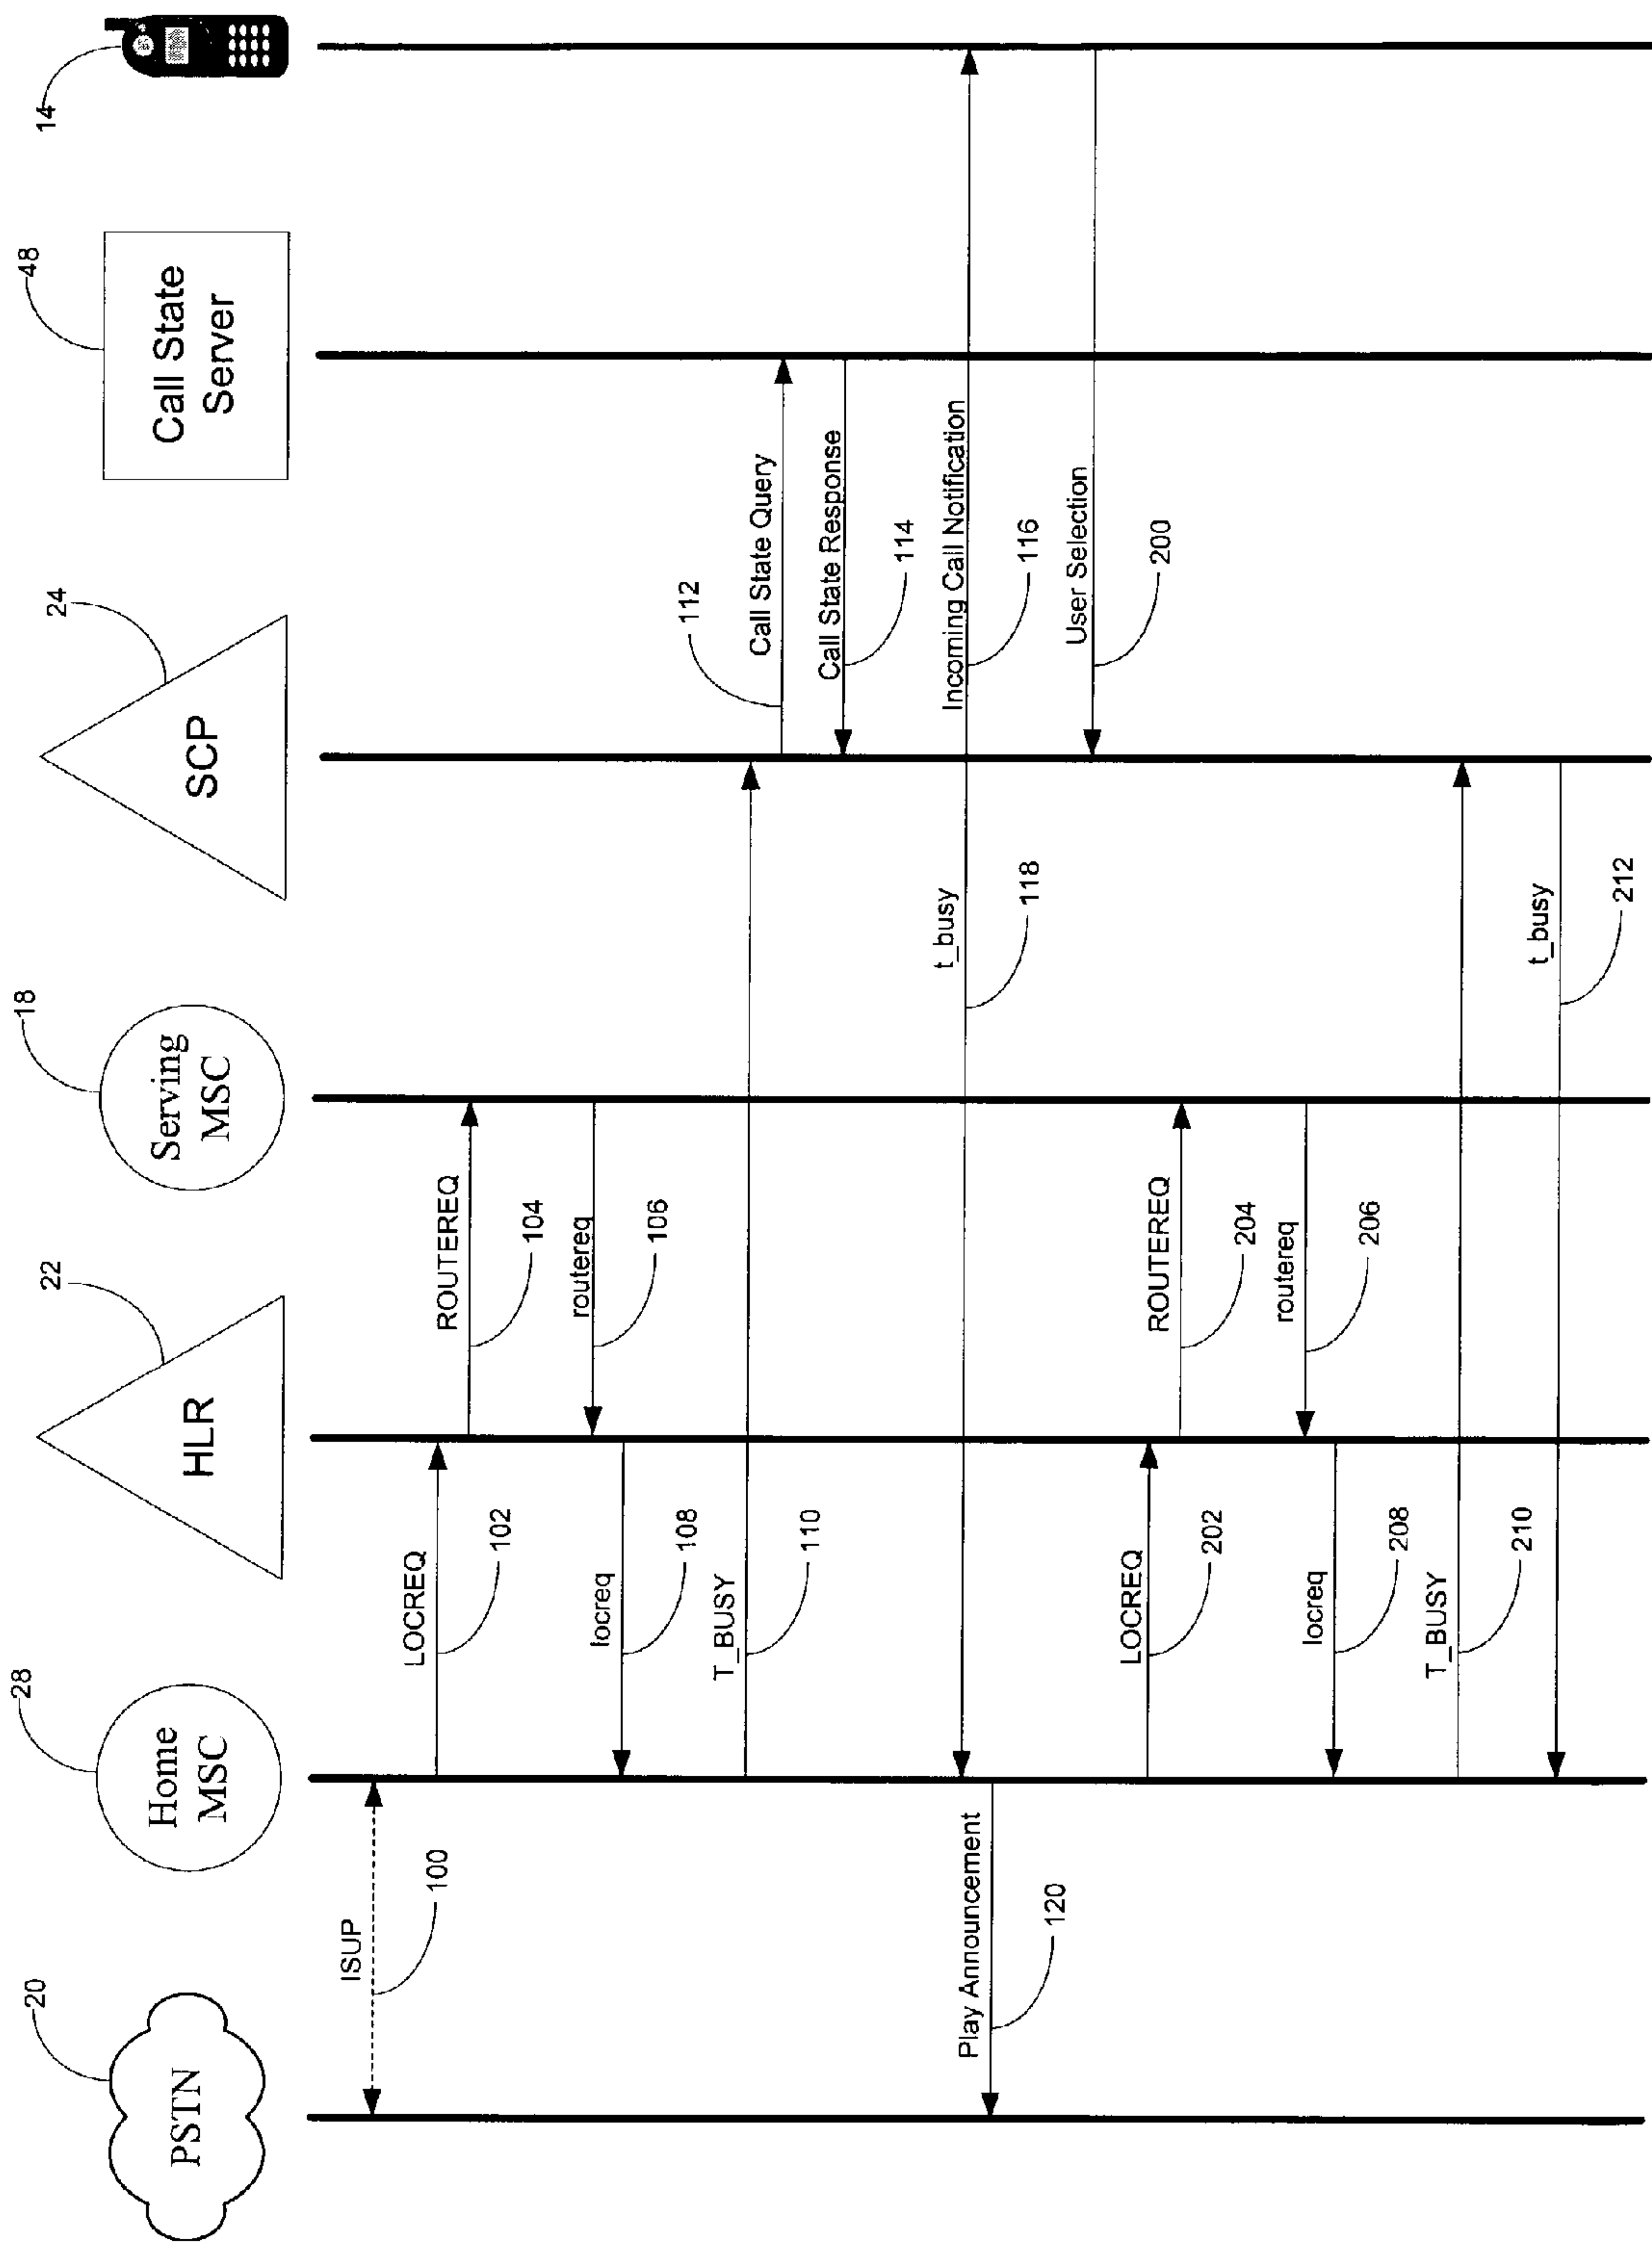 20
PSTN
28
Home
MSC
22
HLR
18
Serving
MSC
24
SCP
48
Call State
Server
14
ISUP
100
LOCREQ
102
ROUTEREQ
104
routereq
106
locreq
108
T_BUSY
110
Call State Query
112
Call State Response
114
Incoming Call Notification
116
t_busy
118
Play Announcement
120
User Selection
200
LOCREQ
202
ROUTEREQ
204
routereq
206
locreq
208
T_BUSY
210
t_busy
212